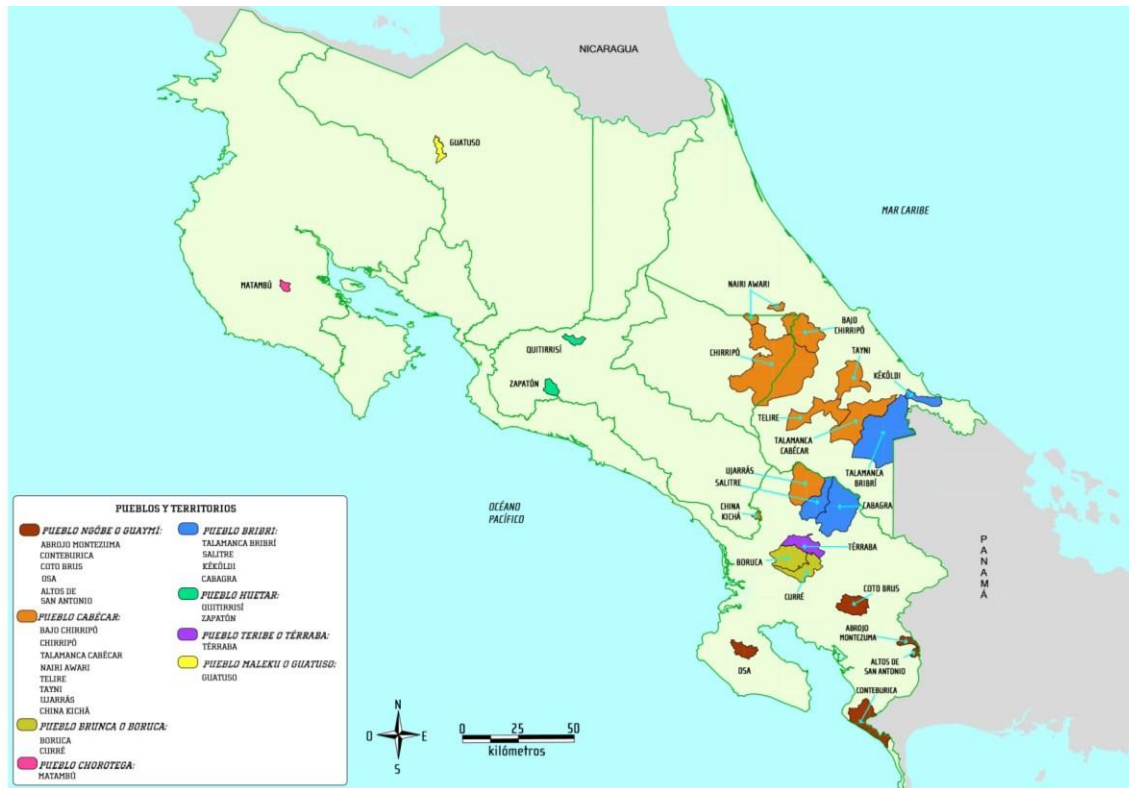 NICARAGUA
GUATUSO
MAR CARIBE
NAIRI AWARI
MATAMBÚ
BAJO
CHIRRIPÓ
QUITIRRISÍ
CHIRRIPÓ
TAYNI
KÉKÖLDI
ZAPATÓN
TELIRE
TALAMANCA
CABÉCAR
UJARRÁS
TALAMANCA
BRIBRÍ
SALITRE
OCÉANO
PACÍFICO
CHINA
KICHÁ
CABAGRA
TÉRRABA
BORUCA
PANAMÁ
CURRÉ
COTO BRUS
ABROJO
MONTEZUMA
OSA
ALTOS DE
SAN ANTONIO
CONTEBURICA
PUEBLOS Y TERRITORIOS
PUEBLO NGÖBE O GUAYMÍ:
ABROJO MONTEZUMA
CONTEBURICA
COTO BRUS
OSA
ALTOS DE
SAN ANTONIO
PUEBLO CABÉCAR:
BAJO CHIRRIPÓ
CHIRRIPÓ
TALAMANCA CABÉCAR
NAIRI AWARI
TELIRE
TAYNI
UJARRÁS
CHINA KICHÁ
PUEBLO BRUNCA O BORUCA:
BORUCA
CURRÉ
PUEBLO CHOROTEGA:
MATAMBÚ
PUEBLO BRIBRI:
TALAMANCA BRIBRÍ
SALITRE
KÉKÖLDI
CABAGRA
PUEBLO HUETAR:
QUITIRRISÍ
ZAPATÓN
PUEBLO TERIBE O TÉRRABA:
TÉRRABA
PUEBLO MALEKU O GUATUSO:
GUATUSO
N
O E
S
0 25 50
kilómetros